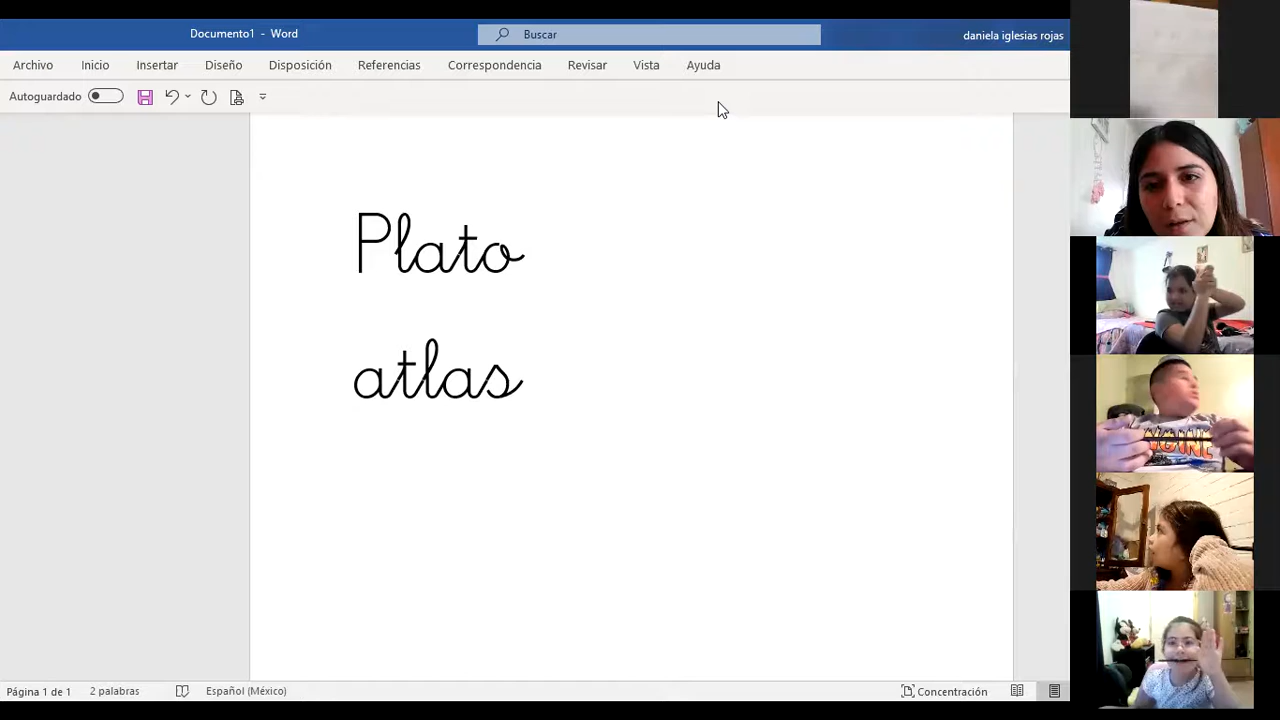 Documento1 - Word
Buscar
daniela iglesias rojas
Archivo Inicio Insertar Diseño Disposición Referencias Correspondencia Revisar Vista Ayuda
Autoguardado
Plato
atlas
Página 1 de 1 2 palabras Español (México) Concentración